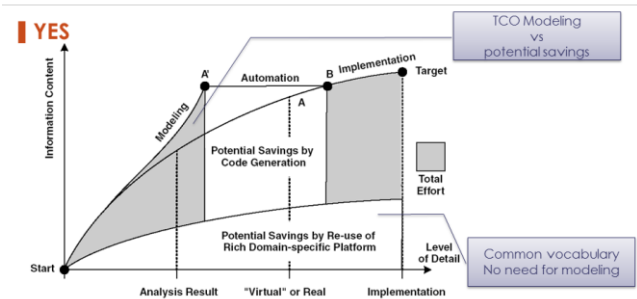 YES
TCO Modeling
vs
potential savings
Information Content
A'
Automation
B
Implementation
Target
Modeling
A
Potential Savings by
Code Generation
Total
Effort
Potential Savings by Re-use of
Rich Domain-specific Platform
Level
of Detail
Common vocabulary
No need for modeling
Start
Analysis Result
"Virtual" or Real
Implementation